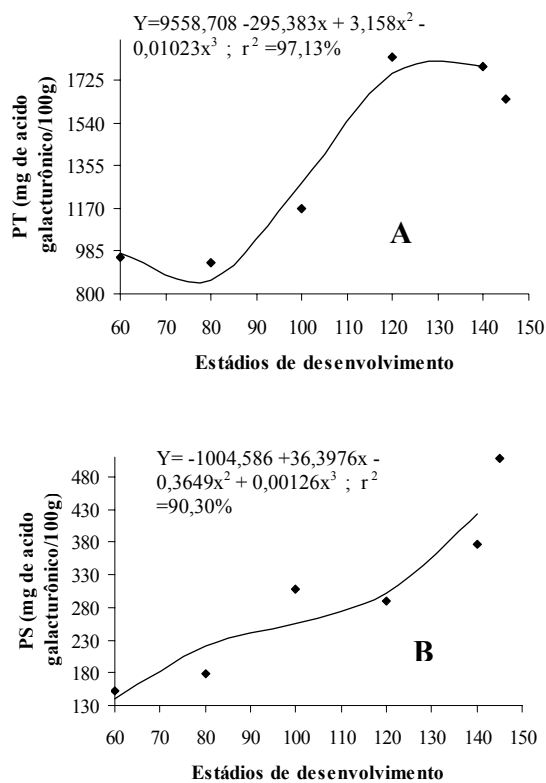 Y=9558,708 -295,383x + 3,158x² -
0,01023x³ ; r² =97,13%
PT (mg de acido
galacturônico/100g)
1725
1540
1355
1170
985
800
A
60 70 80 90 100 110 120 130 140 150
Estádios de desenvolvimento
Y= -1004,586 +36,3976x -
0,3649x² + 0,00126x³ ; r²
=90,30%
PS (mg de acido
galacturônico/100g)
480
430
380
330
280
230
180
130
B
60 70 80 90 100 110 120 130 140 150
Estádios de desenvolvimento